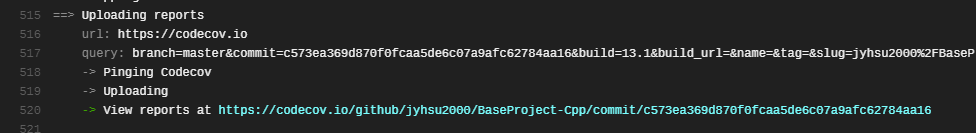 515 ==> Uploading reports
516 url: https://codecov.io
517 query: branch=master&commit=c573ea369d870f0fcaa5de6c07a9afc62784aa16&build=13.1&build_url=&name=&tag=&slug=jyhsu2000%2FBaseP
518 -> Pinging Codecov
519 -> Uploading
520 -> View reports at https://codecov.io/github/jyhsu2000/BaseProject-Cpp/commit/c573ea369d870f0fcaa5de6c07a9afc62784aa16
521